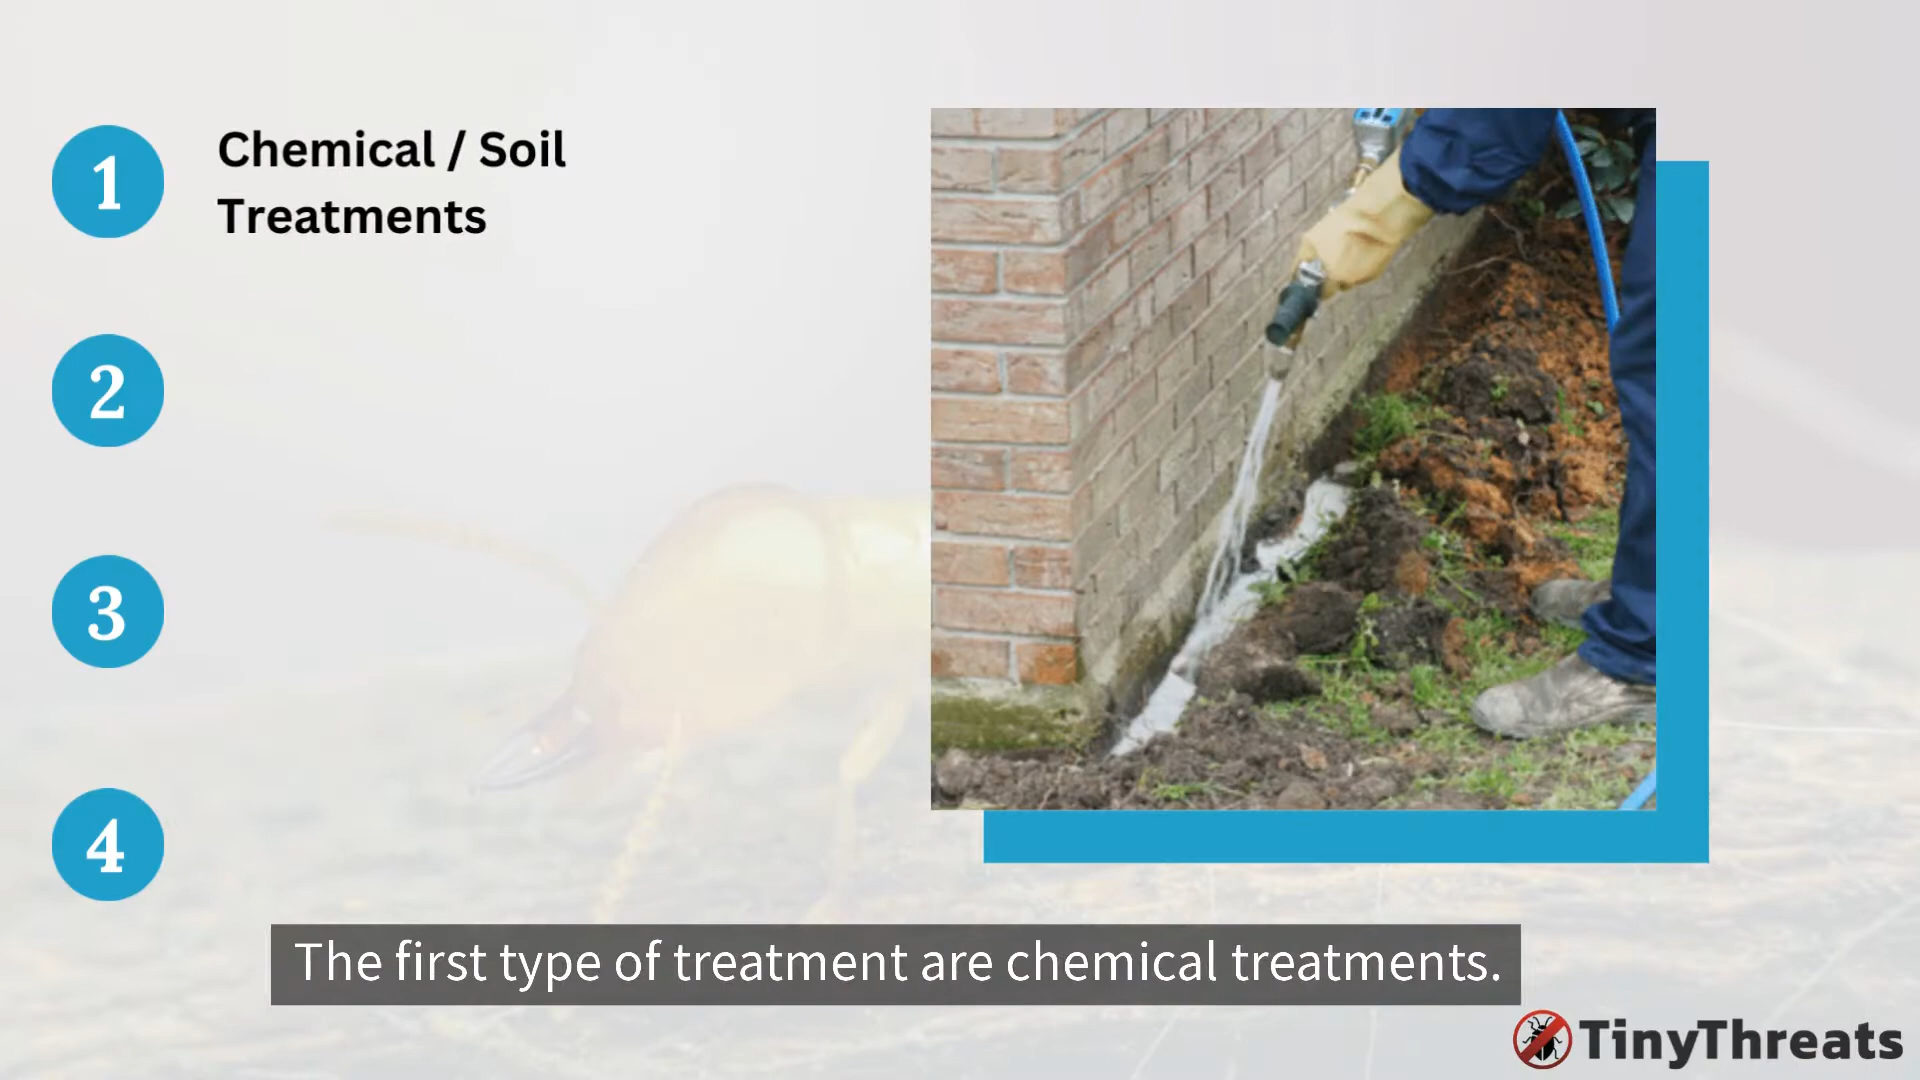 1
Chemical / Soil
Treatments
2
3
4
The first type of treatment are chemical treatments.
TinyThreats